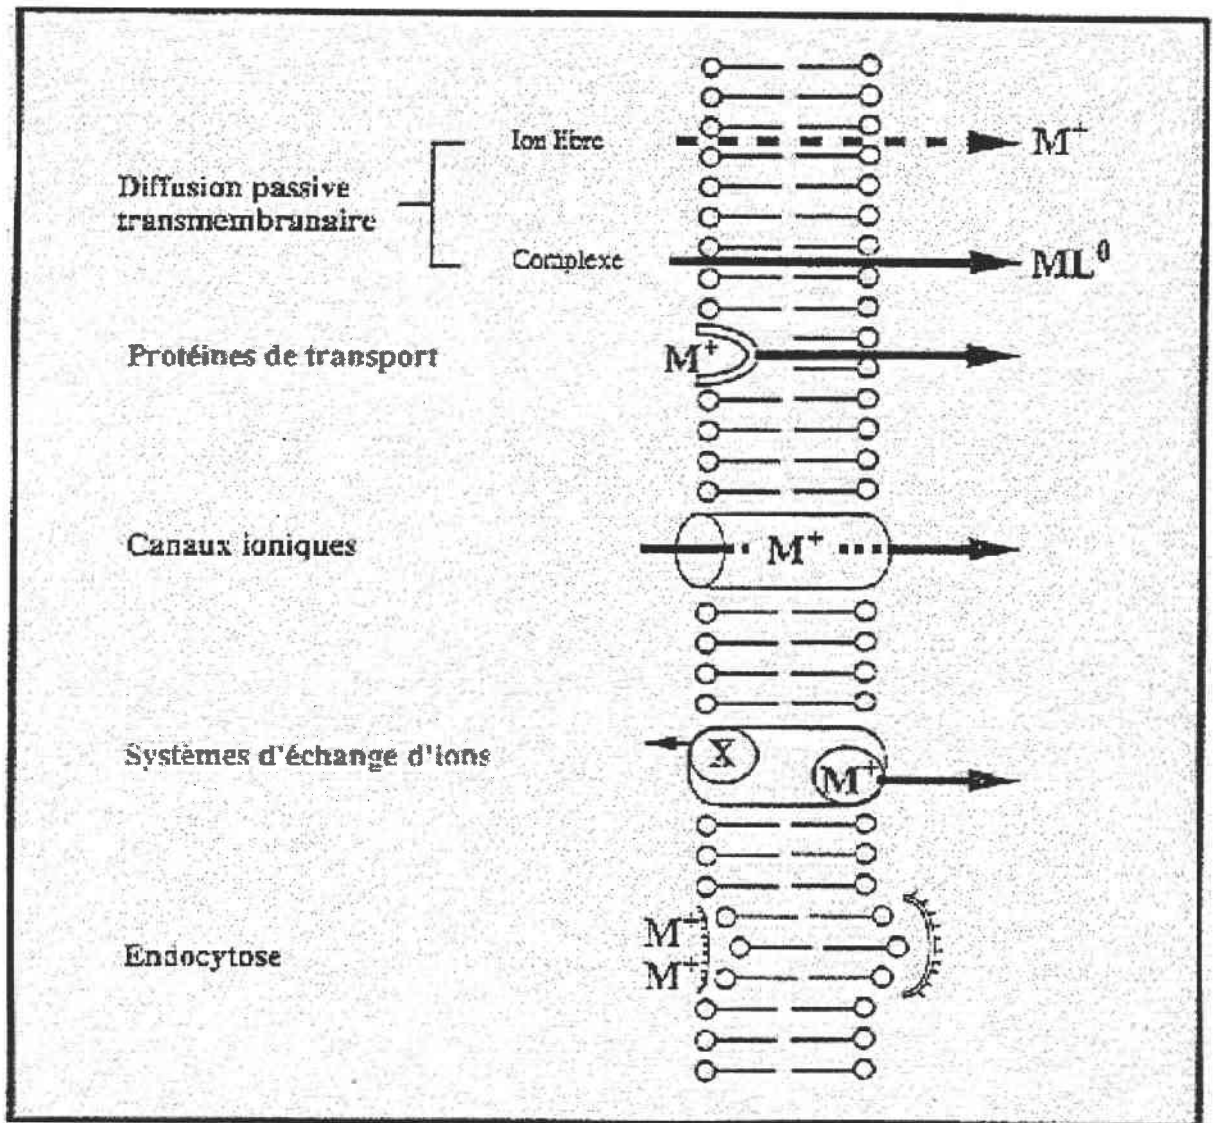 Ion libre
M⁺
Diffusion passive
transmembranaire
Complexe
ML⁰
Protéines de transport
M⁺
Canaux ioniques
M⁺
Systèmes d'échange d'ions
X
M⁺
Endocytose
M⁺
M⁺